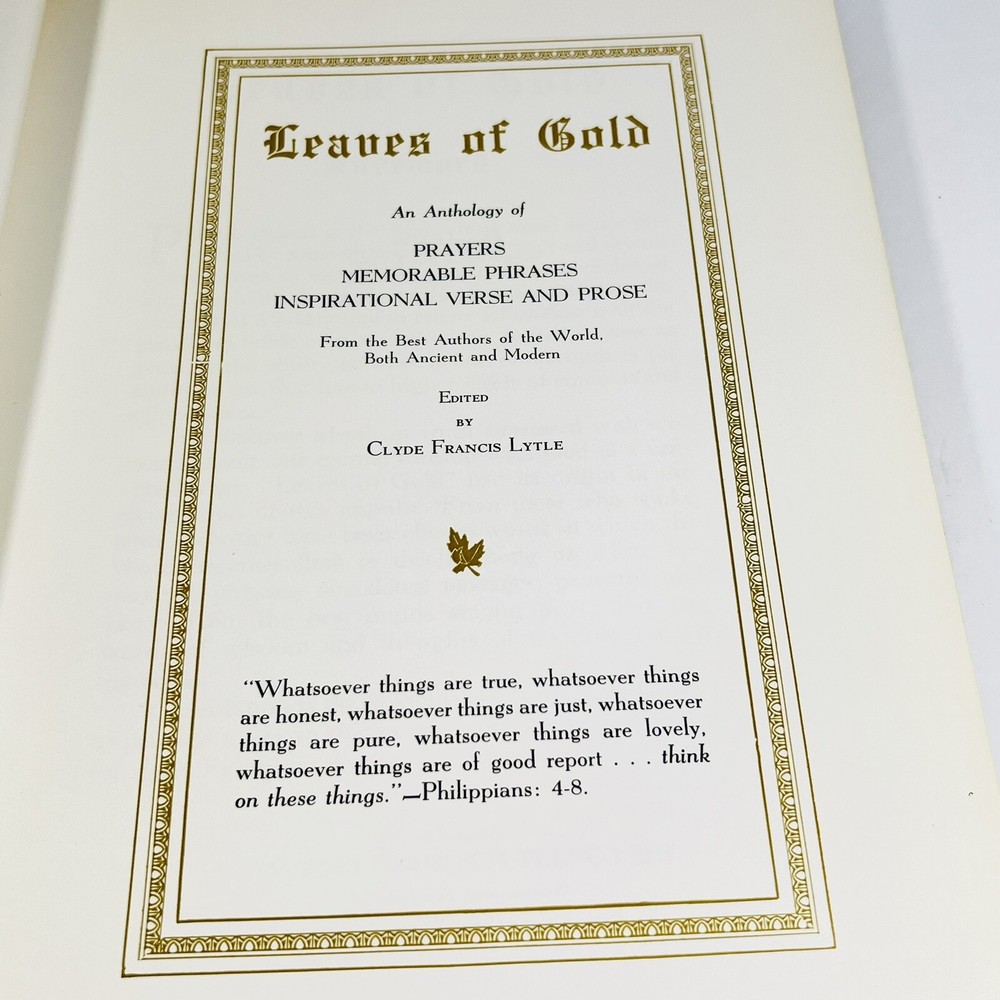 Leaves of Gold
An Anthology of
PRAYERS
MEMORABLE PHRASES
INSPIRATIONAL VERSE AND PROSE
From the Best Authors of the World,
Both Ancient and Modern
EDITED
BY
CLYDE FRANCIS LYTLE
“Whatsoever things are true, whatsoever things
are honest, whatsoever things are just, whatsoever
things are pure, whatsoever things are lovely,
whatsoever things are of good report . . . think
on these things.”—Philippians: 4-8.